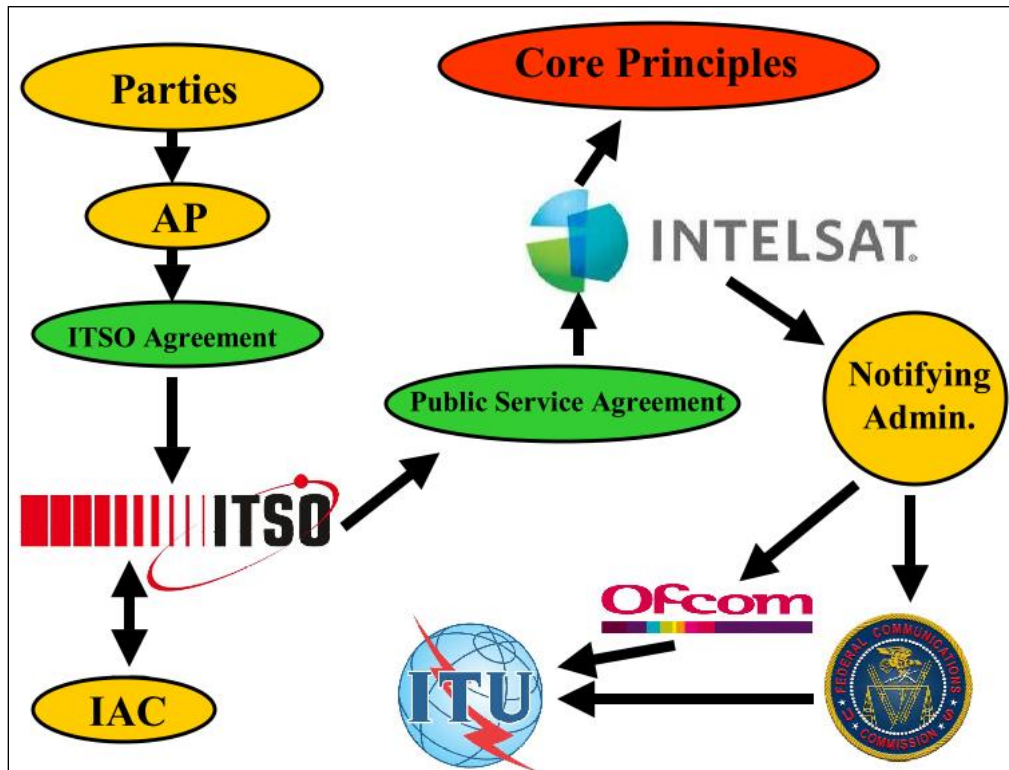 Parties
AP
ITSO Agreement
ITSO
IAC
Core Principles
INTELSAT®
Public Service Agreement
Notifying
Admin.
Ofcom
ITU
FEDERAL COMMUNICATIONS
COMMISSION
U S